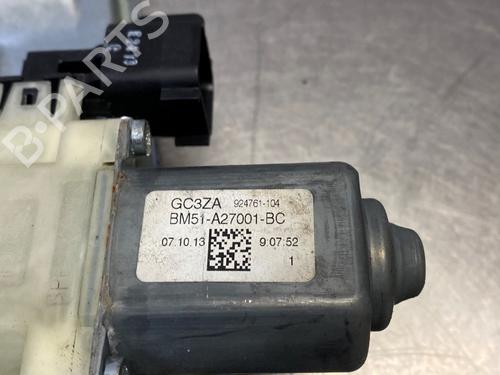 B-PARTS
GC3ZA 924761-104
BM51-A27001-BC
07.10.13 9:07:52
1